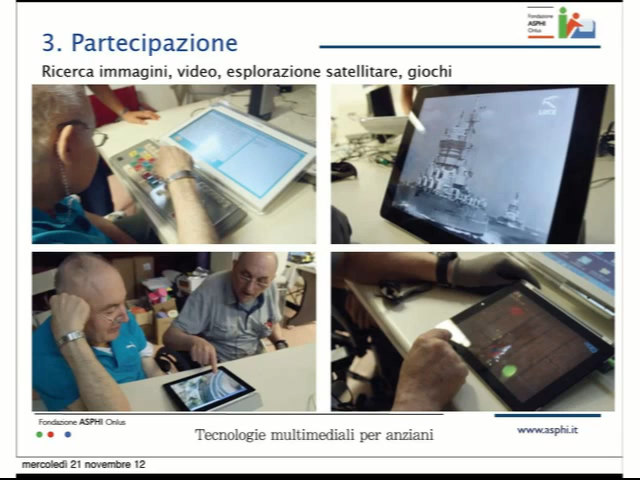 Fondazione
ASPHI
Onlus
3. Partecipazione
Ricerca immagini, video, esplorazione satellitare, giochi
LUCE
Fondazione ASPHI Onlus
Tecnologie multimediali per anziani
www.asphi.it
mercoledì 21 novembre 12